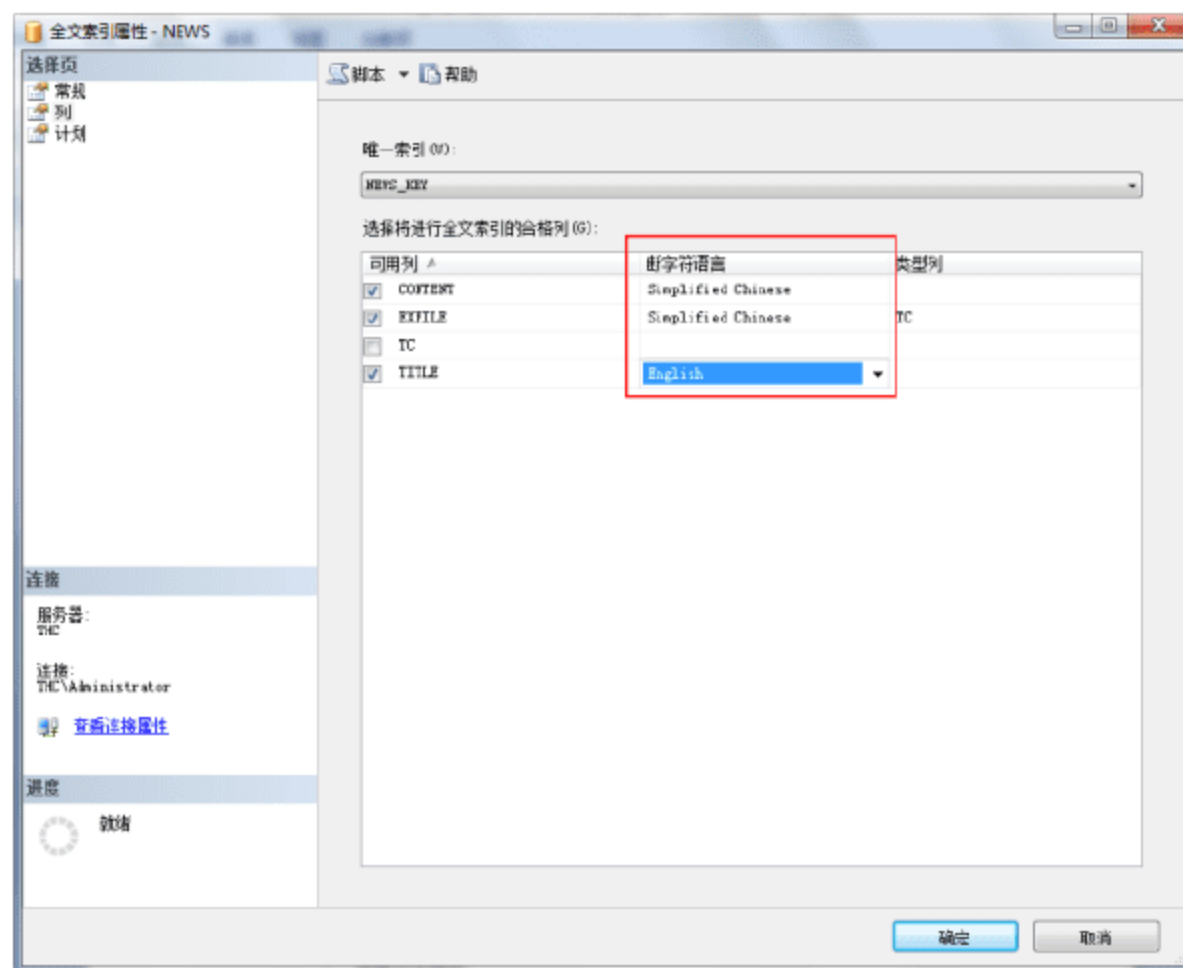 全文索引属性 - NEWS
选择页
常规
列
计划
脚本 帮助
唯一索引(W):
NEWS_KEY
选择将进行全文索引的合格列(G):
可用列 断字符语言 类型列
CONTENT Simplified Chinese
EXFILE Simplified Chinese TC
TC
TITLE English
连接
服务器:
THC
连接:
THC\Administrator
查看连接属性
进度
就绪
确定 取消